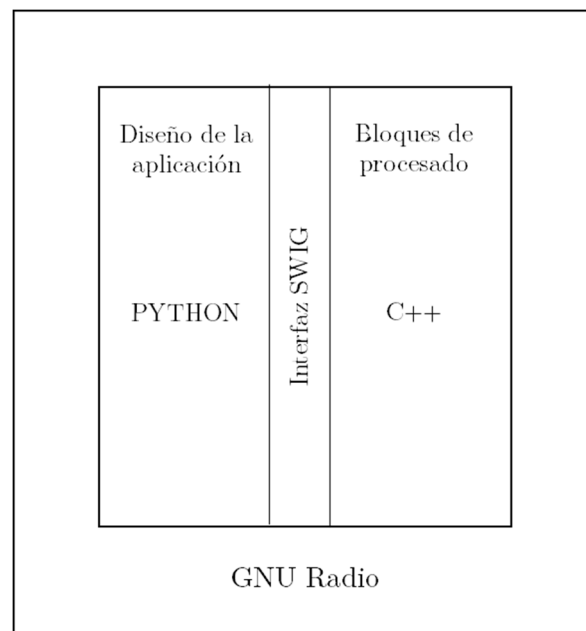 Diseño de la
aplicación
PYTHON
Interfaz SWIG
Bloques de
procesado
C++
GNU Radio